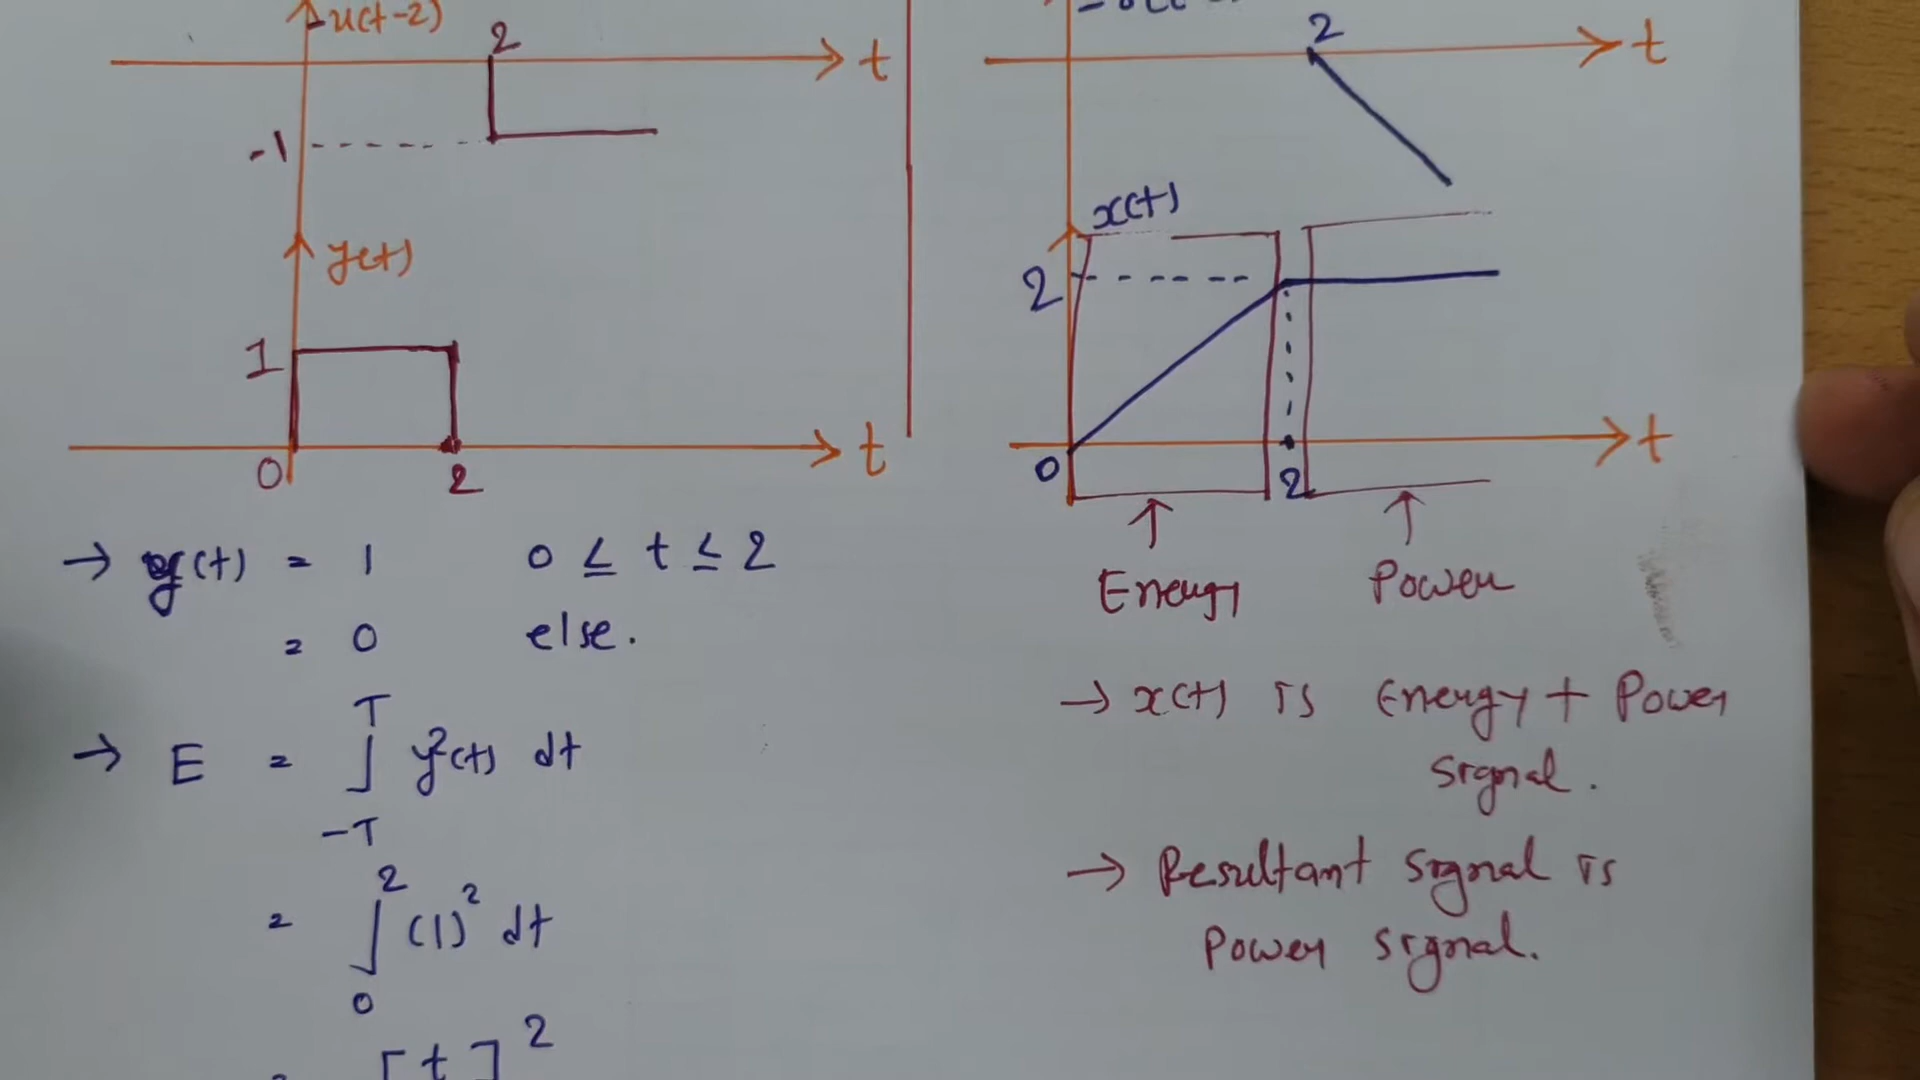 -u(t-2)
2
t
-1
y(t)
1
0
2
t
→ y(t) = 1 0 ≤ t ≤ 2
= 0 else.
→ E = ∫ y²(t) dt
T
-T
= ∫ (1)² dt
2
0
[t] 2
2
t
x(t)
2
0
2
t
↑ ↑
Energy Power
→ x(t) is Energy + Power
signal.
→ Resultant signal is
Power signal.